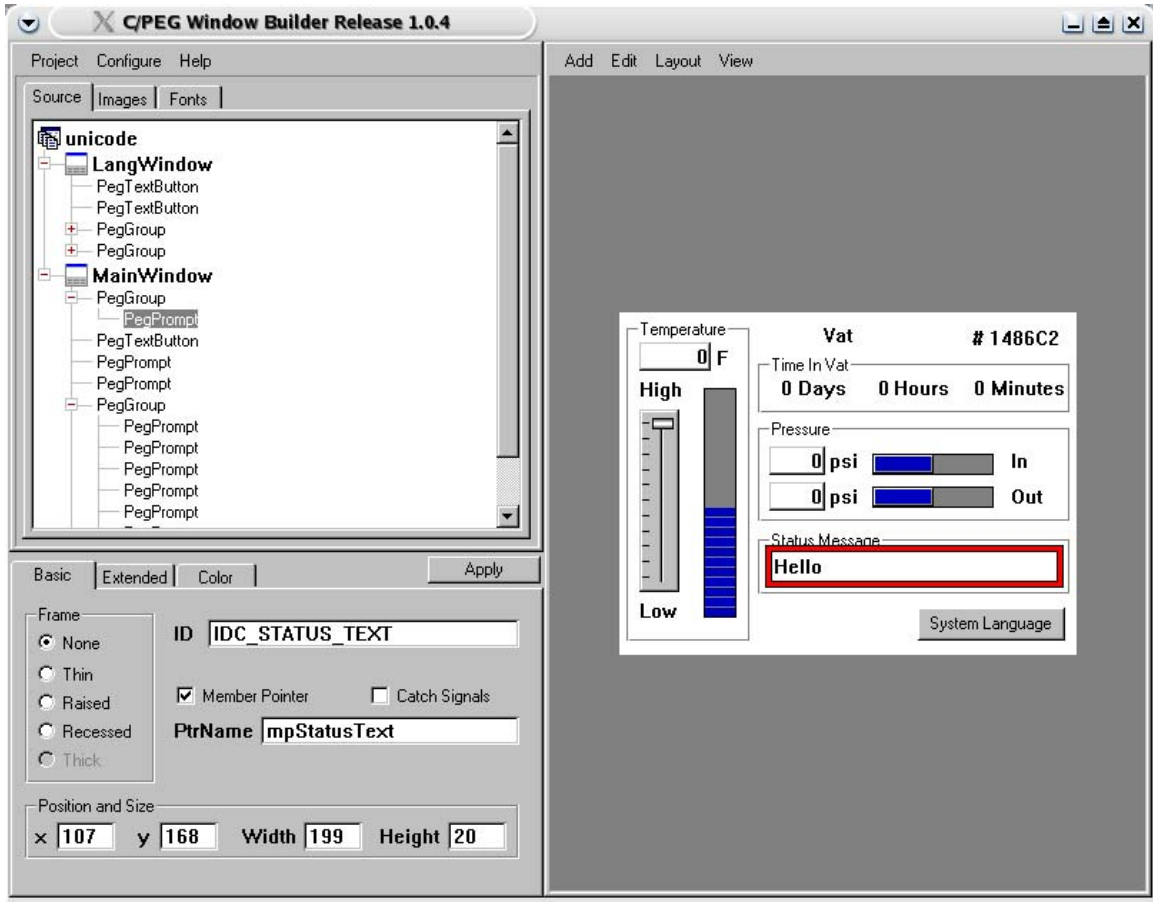 C/PEG Window Builder Release 1.0.4
Project Configure Help
Source Images Fonts
unicode
LangWindow
PegTextButton
PegTextButton
PegGroup
PegGroup
MainWindow
PegGroup
PegPrompt
PegTextButton
PegPrompt
PegPrompt
PegGroup
PegPrompt
PegPrompt
PegPrompt
PegPrompt
PegPrompt
Basic Extended Color Apply
Frame
None
Thin
Raised
Recessed
Thick
ID IDC_STATUS_TEXT
Member Pointer Catch Signals
PtrName mpStatusText
Position and Size
x 107 y 168 Width 199 Height 20
Add Edit Layout View
Temperature
0 F
High
Low
Vat # 1486C2
Time In Vat
0 Days 0 Hours 0 Minutes
Pressure
0 psi In
0 psi Out
Status Message
Hello
System Language